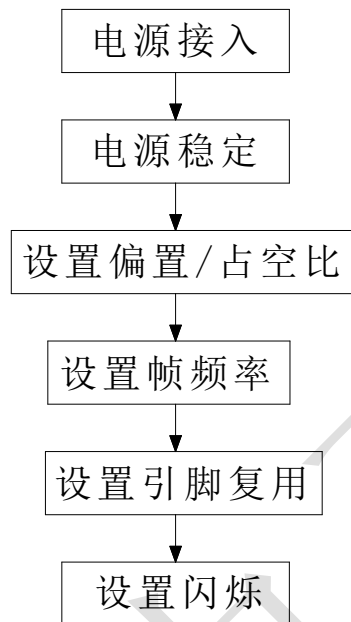 电源接入
电源稳定
设置偏置/占空比
设置帧频率
设置引脚复用
设置闪烁